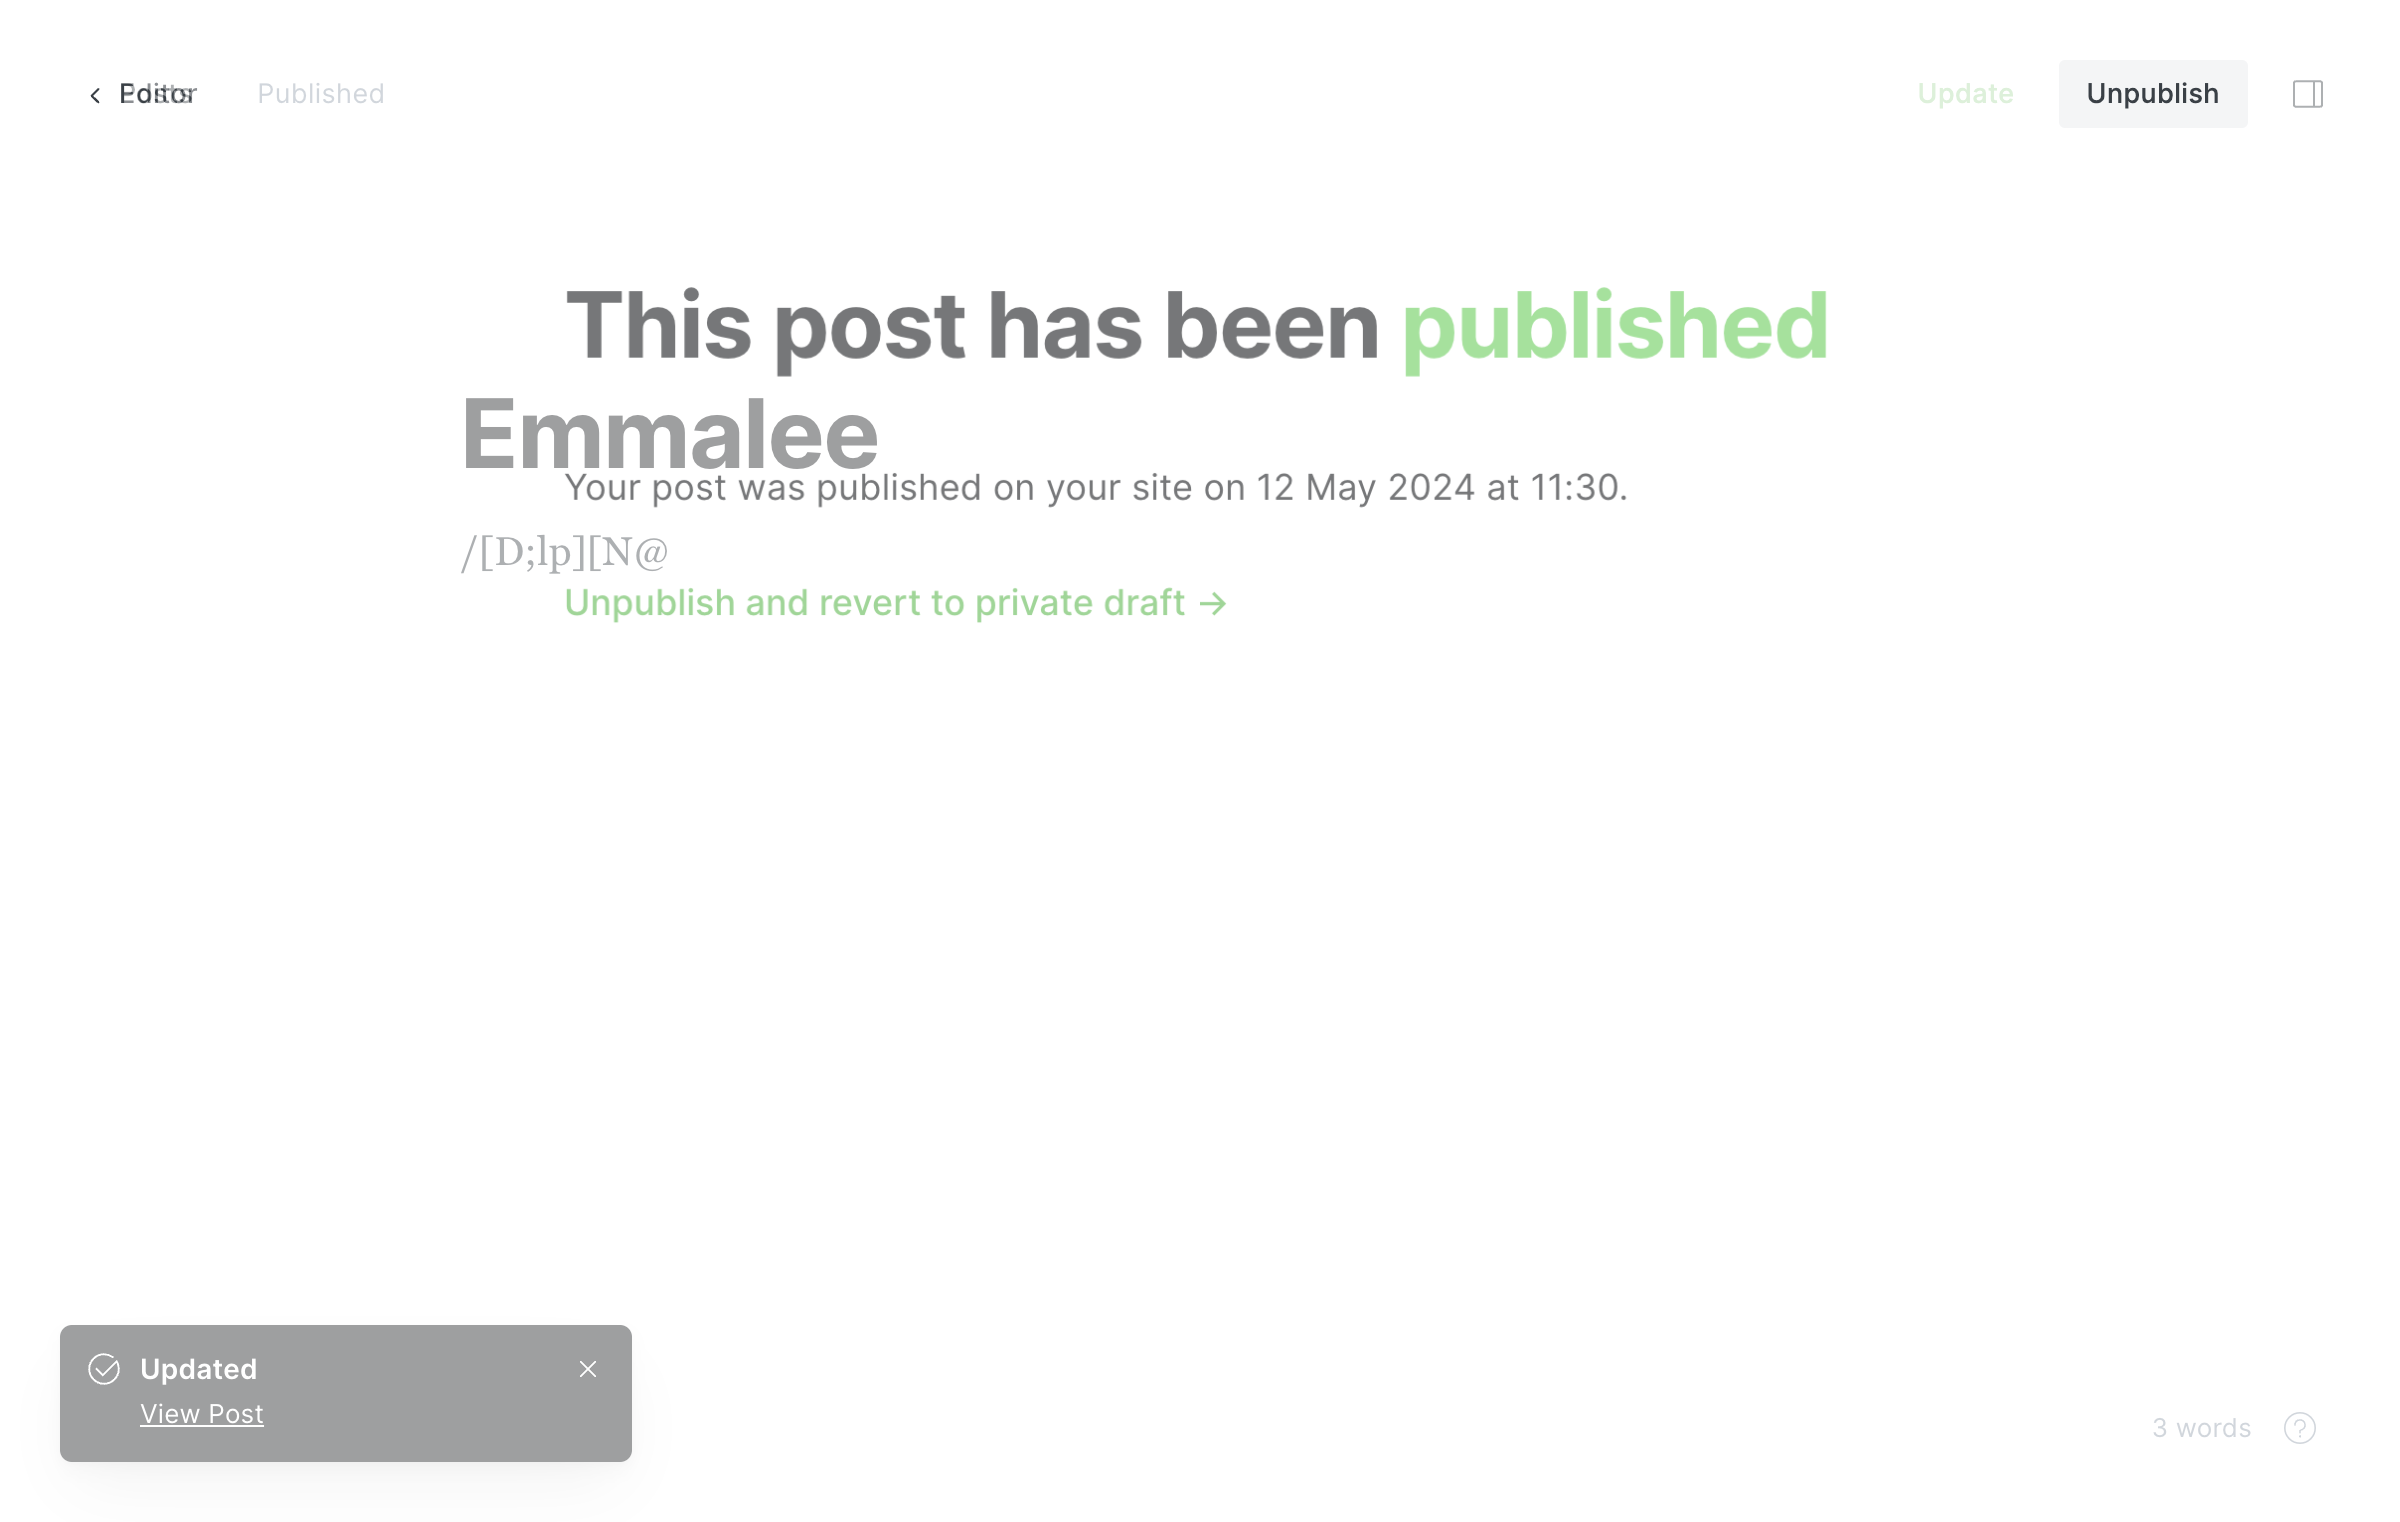 Editor
Published
Update
Unpublish
This post has been published
Emmalee
Your post was published on your site on 12 May 2024 at 11:30.
/[D;lp][N@
Unpublish and revert to private draft →
Updated
View Post
3 words
?